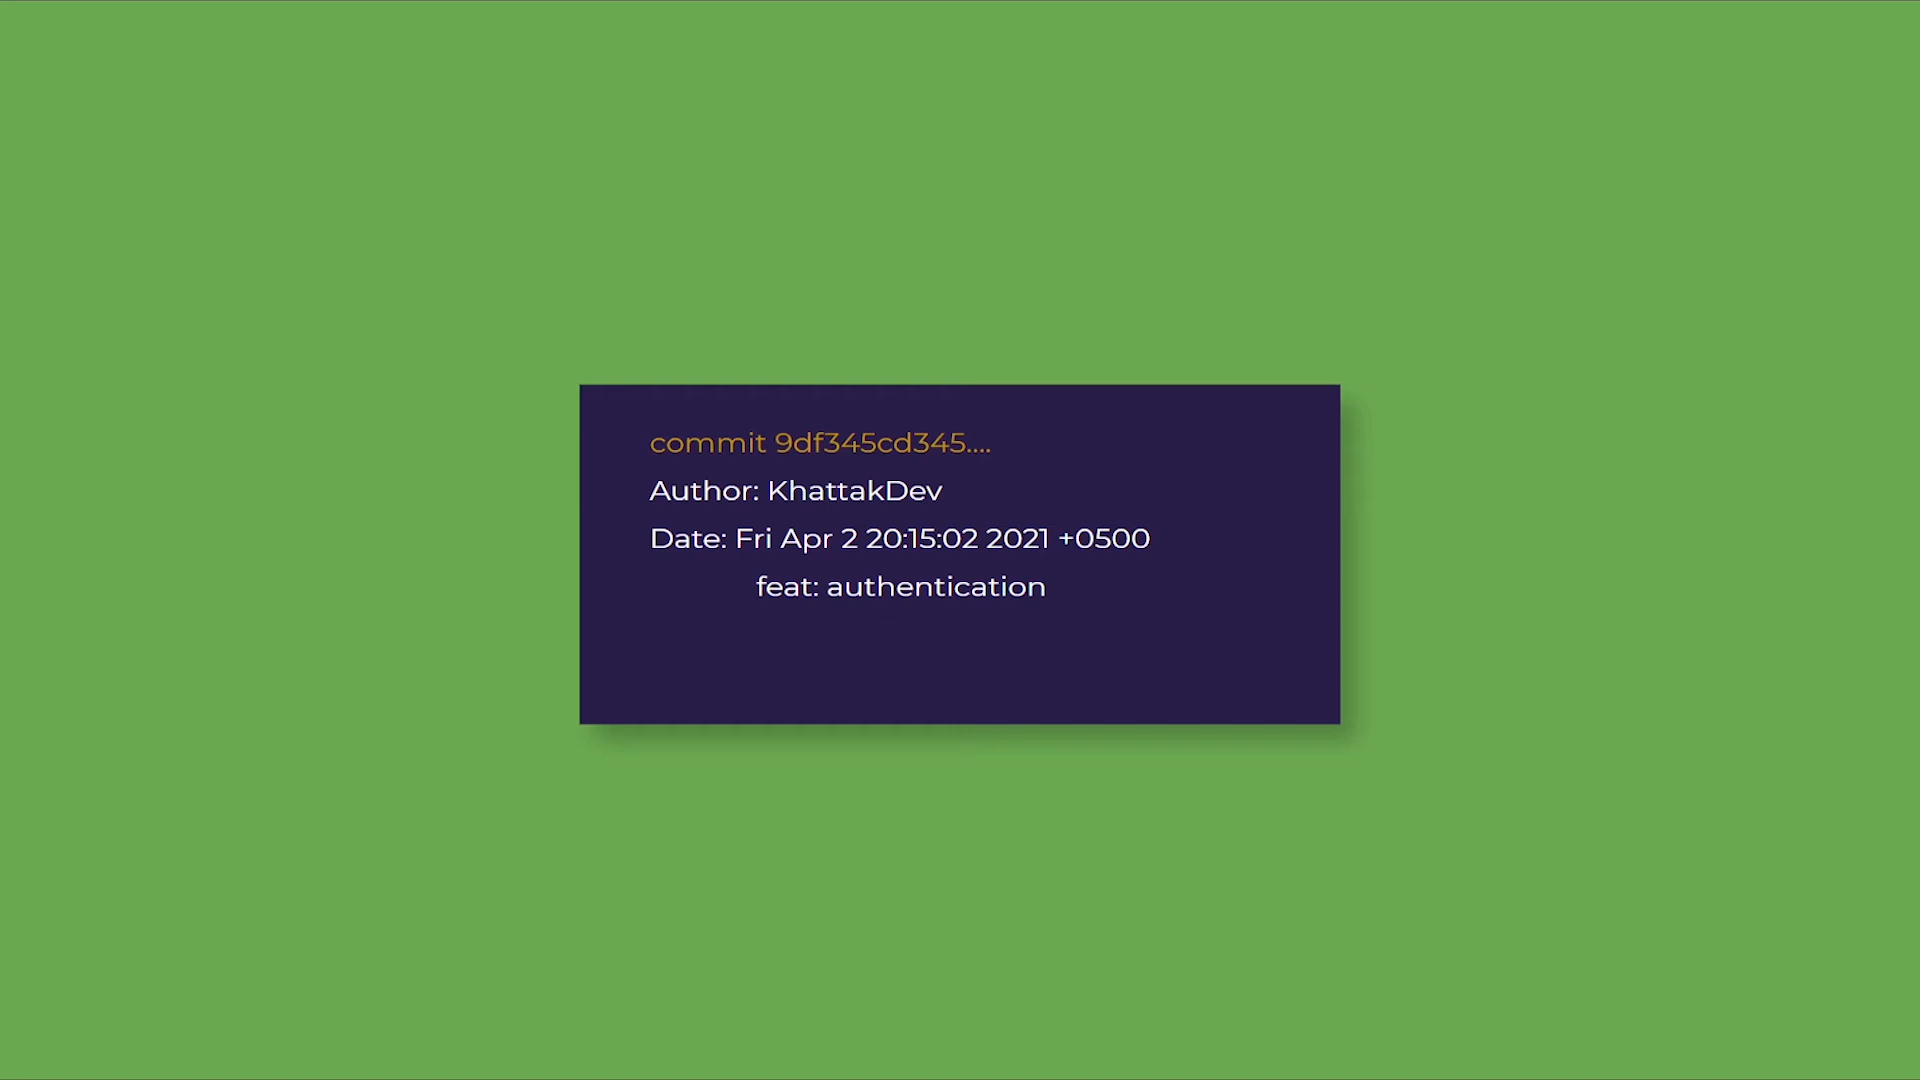 commit 9df345cd345....
Author: KhattakDev
Date: Fri Apr 2 20:15:02 2021 +0500
feat: authentication